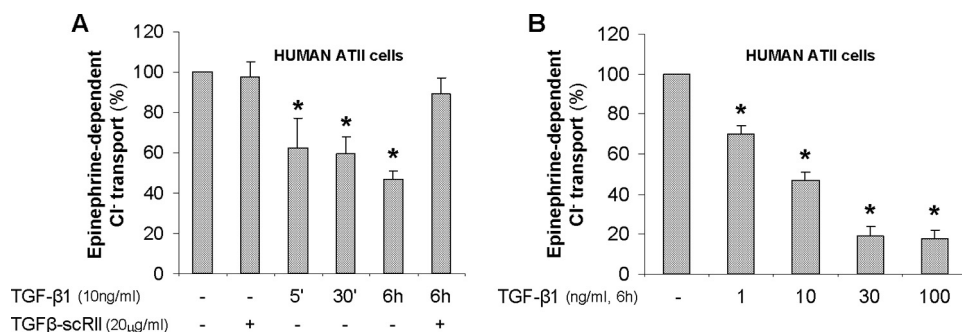 A
Epinephrine-dependent
Cl- transport (%)
120
100
80
60
40
20
0
HUMAN ATII cells
* * *
TGF-β1 (10ng/ml) - - 5' 30' 6h 6h
TGFβ-scRII (20μg/ml) - + - - - +
B
Epinephrine-dependent
Cl- transport (%)
120
100
80
60
40
20
0
HUMAN ATII cells
* * * *
TGF-β1 (ng/ml, 6h) - 1 10 30 100